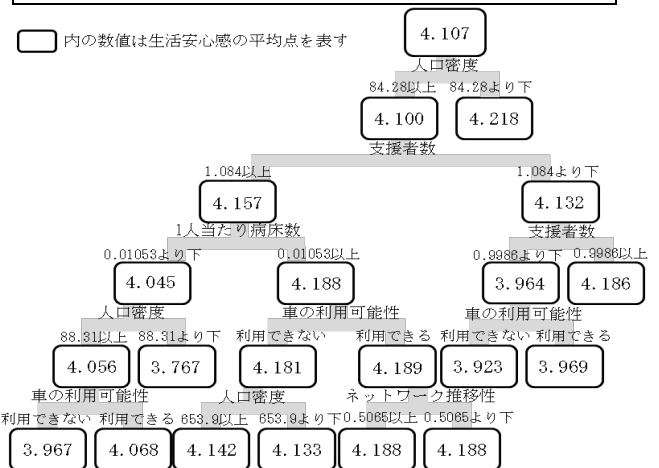 内の数値は生活安心感の平均点を表す
4.107
人口密度
84.28以上 84.28より下
4.100 4.218
支援者数
1.084以上 1.084より下
4.157 4.132
1人当たり病床数 支援者数
0.01053より下 0.01053以上 0.9986より下 0.9986以上
4.045 4.188 3.964 4.186
人口密度 車の利用可能性 車の利用可能性
88.31以上 88.31より下 利用できない 利用できる 利用できない 利用できる
4.056 3.767 4.181 4.189 3.923 3.969
車の利用可能性 人口密度 ネットワーク推移性
利用できない 利用できる 653.9以上 653.9より下 0.5065以上 0.5065より下
3.967 4.068 4.142 4.133 4.188 4.188